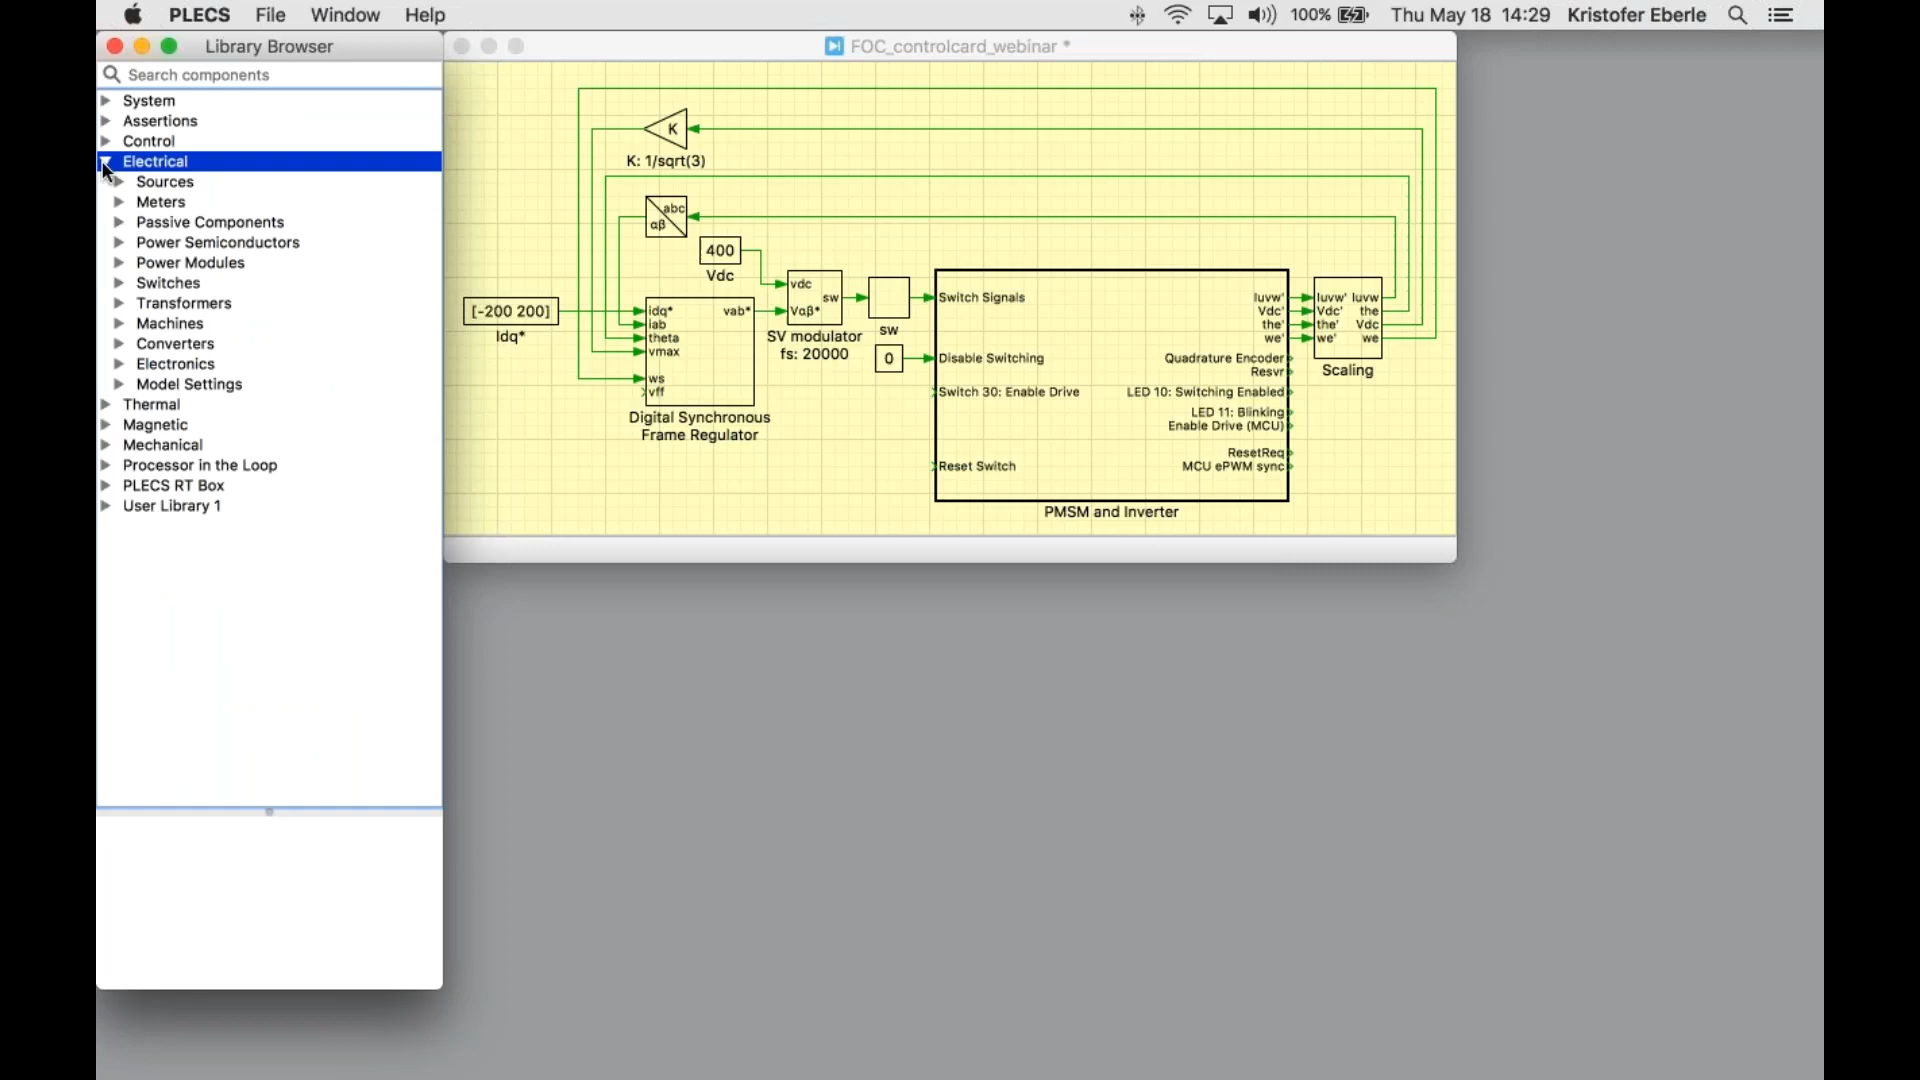 PLECS File Window Help
100% Thu May 18 14:29 Kristofer Eberle
Library Browser
Search components
System
Assertions
Control
Electrical
Sources
Meters
Passive Components
Power Semiconductors
Power Modules
Switches
Transformers
Machines
Converters
Electronics
Model Settings
Thermal
Magnetic
Mechanical
Processor in the Loop
PLECS RT Box
User Library 1
FOC_controlcard_webinar *
K
K: 1/sqrt(3)
abc
αβ
400
Vdc
[-200 200]
Idq*
idq*
iab
theta
vmax
ws
vff
vab*
Digital Synchronous
Frame Regulator
vdc
sw
Vαβ*
SV modulator
fs: 20000
sw
0
Switch Signals
Disable Switching
Switch 30: Enable Drive
Reset Switch
Iuvw'
Vdc'
the'
we'
Quadrature Encoder
Resvr
LED 10: Switching Enabled
LED 11: Blinking
Enable Drive (MCU)
ResetReq
MCU ePWM sync
PMSM and Inverter
Iuvw' Iuvw
Vdc' the
the' Vdc
we' we
Scaling